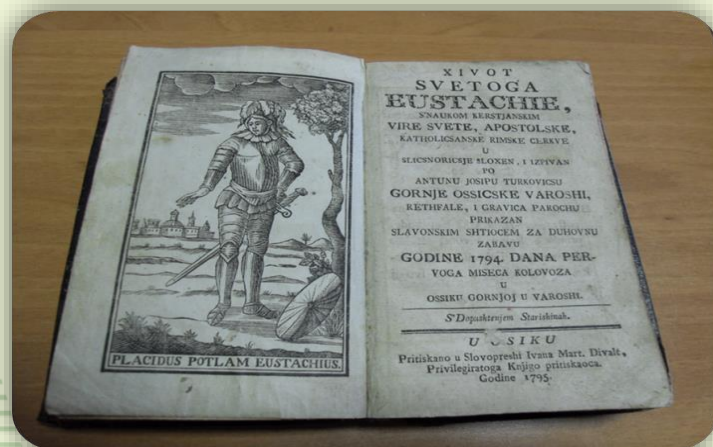 PLACIDUS POTLAM EUSTACHIUS.
XIVOT
SVETOGA
EUSTACHIE,
S'NAUKOM KERSTJANSKIM
VIRE SVETE, APOSTOLSKE,
KATHOLICSANSKE RIMSKE CERKVE
U
SLICSNORICSJE SLOXEN, I IZPIVAN
PO
ANTUNU JOSIPU TURKOVICSU
GORNJE OSSICSKE VAROSHI,
RETHFALE, I GRAVICA PAROCHU
PRIKAZAN
SLAVONSKIM SHTIOCEM ZA DUHOVNU
ZABAVU
GODINE 1794. DANA PER-
VOGA MISECA KOLOVOZA
U
OSSIKU GORNJOJ U VAROSHI.
S'Dopushtenjem Starishinah.
U OSIKU
Pritiskano u Slovopreshi Ivana Mart. Divalt,
Privilegiratoga Knjigo pritiskaoca.
Godine 1795.